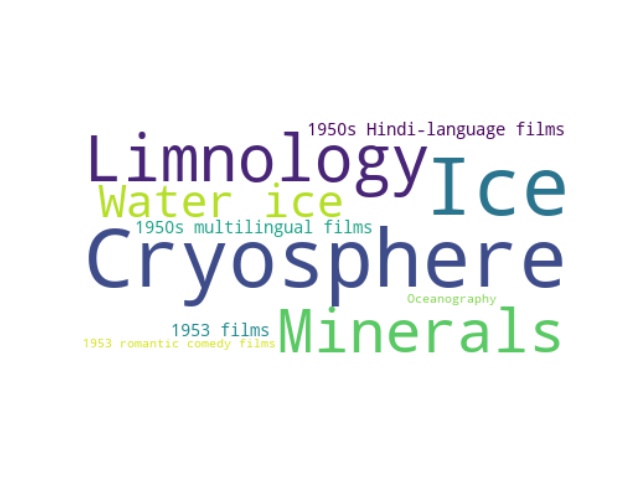 1950s Hindi-language films
Limnology
Ice
Water ice
1950s multilingual films
Cryosphere
Oceanography
Minerals
1953 films
1953 romantic comedy films